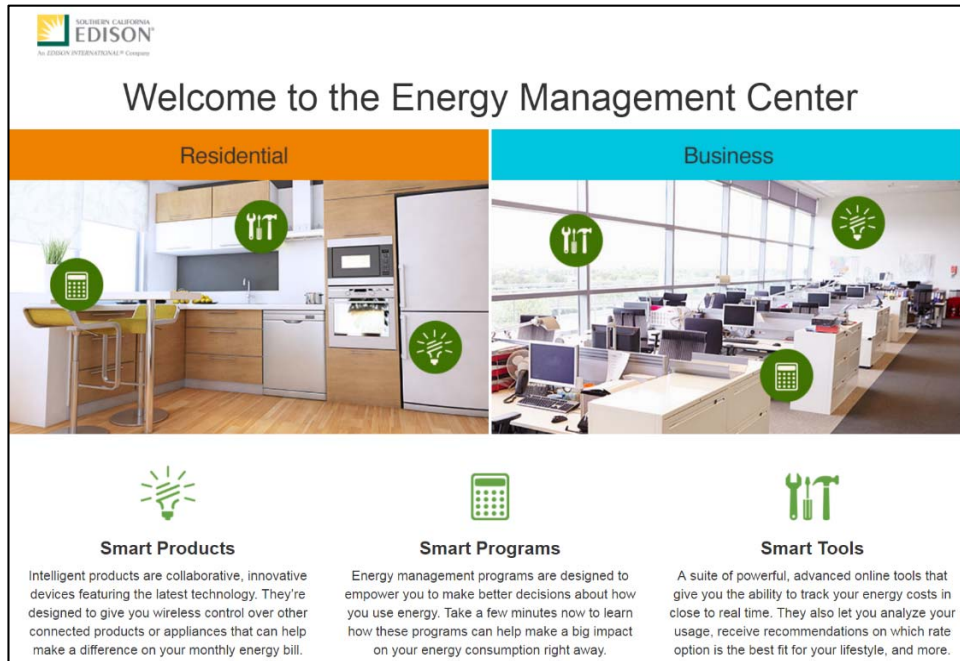 SOUTHERN CALIFORNIA
EDISON®
An EDISON INTERNATIONAL® Company
Welcome to the Energy Management Center
Residential
Business
Smart Products
Intelligent products are collaborative, innovative
devices featuring the latest technology. They're
designed to give you wireless control over other
connected products or appliances that can help
make a difference on your monthly energy bill.
Smart Programs
Energy management programs are designed to
empower you to make better decisions about how
you use energy. Take a few minutes now to learn
how these programs can help make a big impact
on your energy consumption right away.
Smart Tools
A suite of powerful, advanced online tools that
give you the ability to track your energy costs in
close to real time. They also let you analyze your
usage, receive recommendations on which rate
option is the best fit for your lifestyle, and more.